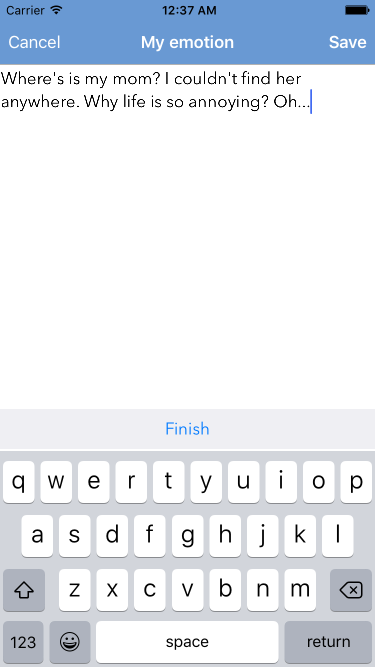 Carrier 12:37 AM
Cancel My emotion Save
Where's is my mom? I couldn't find her
anywhere. Why life is so annoying? Oh...
Finish
q w e r t y u i o p
a s d f g h j k l
z x c v b n m
123 space return